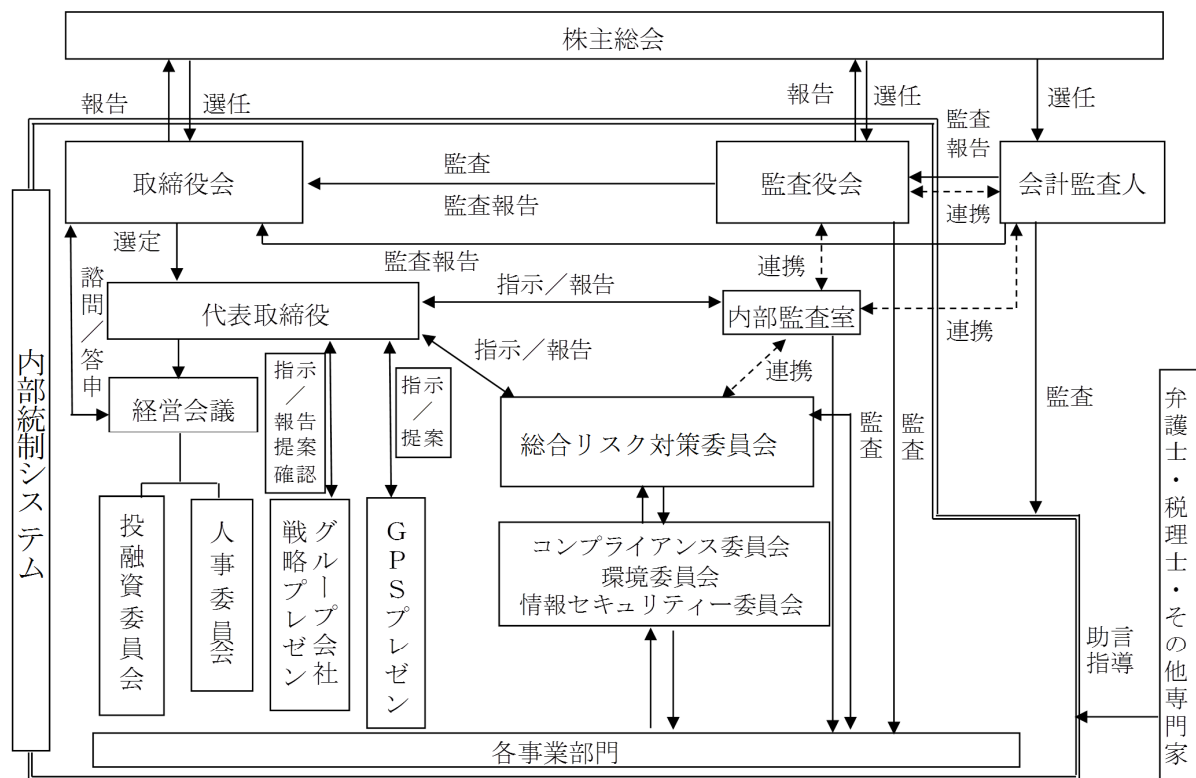 株主総会
報告
選任
報告
選任
選任
監査
報告
取締役会
監査
監査報告
監査役会
会計監査人
連携
選定
監査報告
連携
連携
諮問/答申
代表取締役
指示/報告
内部監査室
指示/報告
連携
経営会議
指示/報告
提案
確認
指示/提案
総合リスク対策委員会
監査
監査
監査
投融資委員会
人事委員会
グループ会社
戦略プレゼン
GPSプレゼン
コンプライアンス委員会
環境委員会
情報セキュリティー委員会
各事業部門
内部統制システム
助言
指導
弁護士・税理士・その他専門家